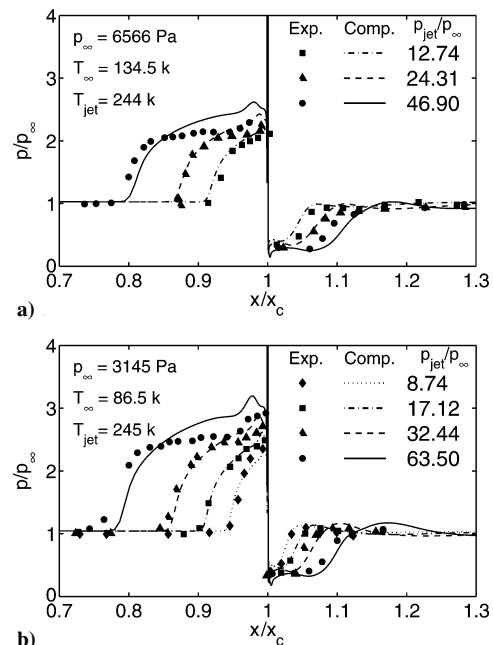 4
3
2
1
0
p/p∞
p∞ = 6566 Pa
T∞ = 134.5 k
Tjet = 244 k
Exp. Comp. pjet/p∞
12.74
24.31
46.90
0.7 0.8 0.9 1 1.1 1.2 1.3
x/xc
a)
4
3
2
1
0
p/p∞
p∞ = 3145 Pa
T∞ = 86.5 k
Tjet = 245 k
Exp. Comp. pjet/p∞
8.74
17.12
32.44
63.50
0.7 0.8 0.9 1 1.1 1.2 1.3
x/xc
b)